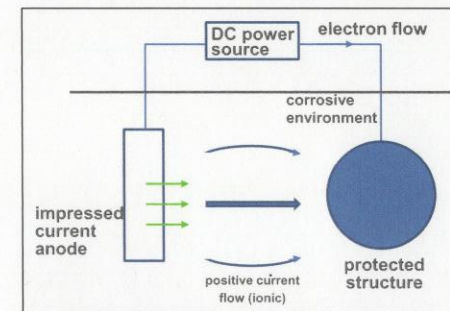 DC power
source
electron flow
corrosive
environment
impressed
current
anode
positive current
flow (ionic)
protected
structure